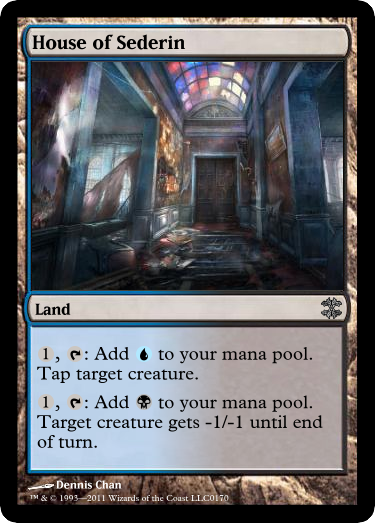 House of Sederin
Land
1, T: Add to your mana pool.
Tap target creature.
1, T: Add to your mana pool.
Target creature gets -1/-1 until end
of turn.
Dennis Chan
™ & © 1993—2011 Wizards of the Coast LLC0170